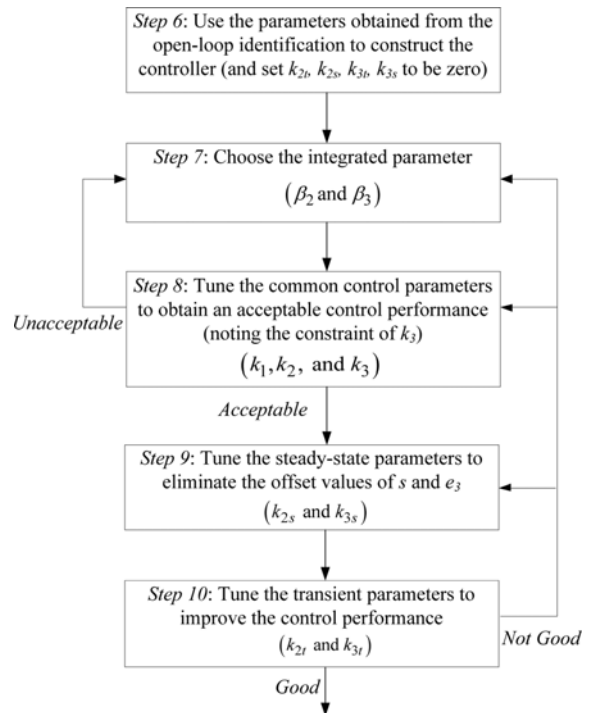 Step 6: Use the parameters obtained from the
open-loop identification to construct the
controller (and set k₂ₜ, k₂ₛ, k₃ₜ, k₃ₛ to be zero)
Step 7: Choose the integrated parameter
(β₂ and β₃)
Step 8: Tune the common control parameters
to obtain an acceptable control performance
(noting the constraint of k₃)
(k₁,k₂, and k₃)
Unacceptable
Acceptable
Step 9: Tune the steady-state parameters to
eliminate the offset values of s and e₃
(k₂ₛ and k₃ₛ)
Step 10: Tune the transient parameters to
improve the control performance
(k₂ₜ and k₃ₜ)
Not Good
Good